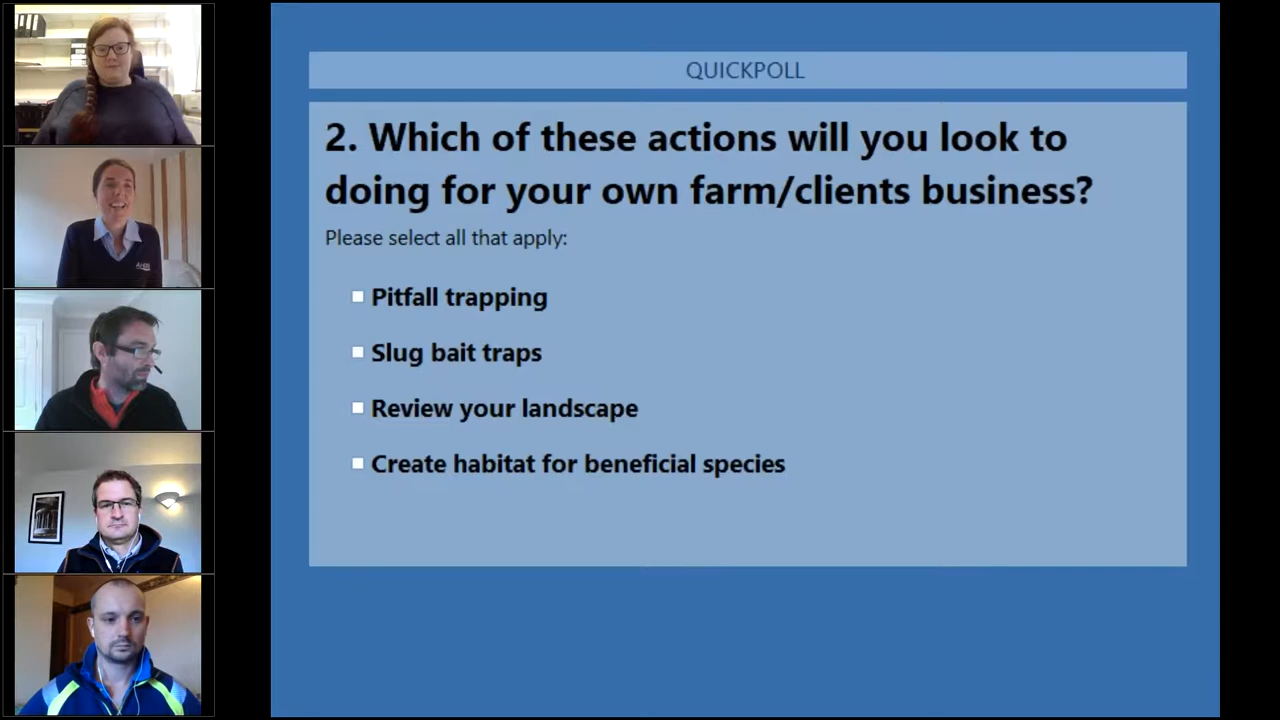 QUICKPOLL
2. Which of these actions will you look to
doing for your own farm/clients business?
Please select all that apply:
Pitfall trapping
Slug bait traps
Review your landscape
Create habitat for beneficial species